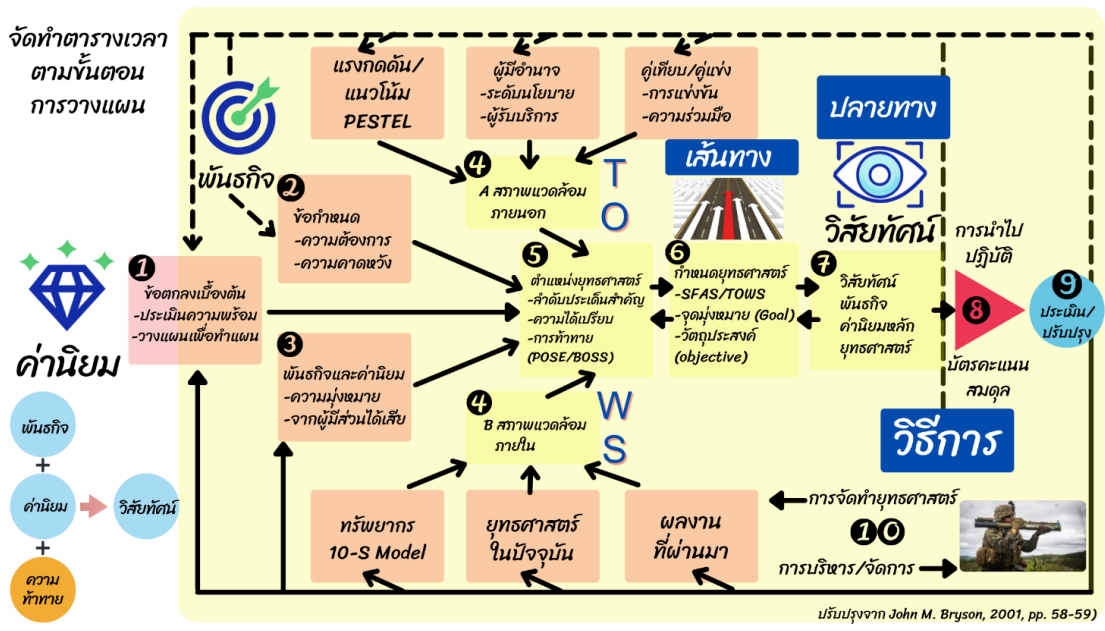 จัดทำตารางเวลา
ตามขั้นตอน
การวางแผน
แรงกดดัน/
แนวโน้ม
PESTEL
ผู้มีอำนาจ
-ระดับนโยบาย
-ผู้รับบริการ
คู่เทียบ/คู่แข่ง
-การแข่งขัน
-ความร่วมมือ
ปลายทาง
เส้นทาง
พันธกิจ
2
ข้อกำหนด
-ความต้องการ
-ความคาดหวัง
4
A สภาพแวดล้อม
ภายนอก
T
O
วิสัยทัศน์
การนำไป
ปฏิบัติ
ค่านิยม
1
ข้อตกลงเบื้องต้น
-ประเมินความพร้อม
-วางแผนเพื่อทำแผน
5
ตำแหน่งยุทธศาสตร์
-ลำดับประเด็นสำคัญ
-ความได้เปรียบ
-การท้าทาย
(POSE/BOSS)
6
กำหนดยุทธศาสตร์
-SFAS/TOWS
-จุดมุ่งหมาย (Goal)
-วัตถุประสงค์
(objective)
7
วิสัยทัศน์
พันธกิจ
ค่านิยมหลัก
ยุทธศาสตร์
8
9
ประเมิน/
ปรับปรุง
บัตรคะแนน
สมดุล
3
พันธกิจและค่านิยม
-ความมุ่งหมาย
-จากผู้มีส่วนได้เสีย
4
B สภาพแวดล้อม
ภายใน
W
S
วิธีการ
พันธกิจ
+
ค่านิยม
วิสัยทัศน์
+
ความ
ท้าทาย
ทรัพยากร
10-S Model
ยุทธศาสตร์
ในปัจจุบัน
ผลงาน
ที่ผ่านมา
การจัดทำยุทธศาสตร์
10
การบริหาร/จัดการ
ปรับปรุงจาก John M. Bryson, 2001, pp. 58-59)